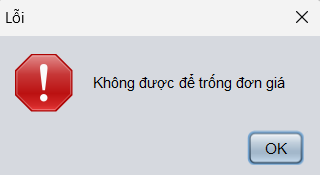 Lỗi
Không được để trống đơn giá
OK